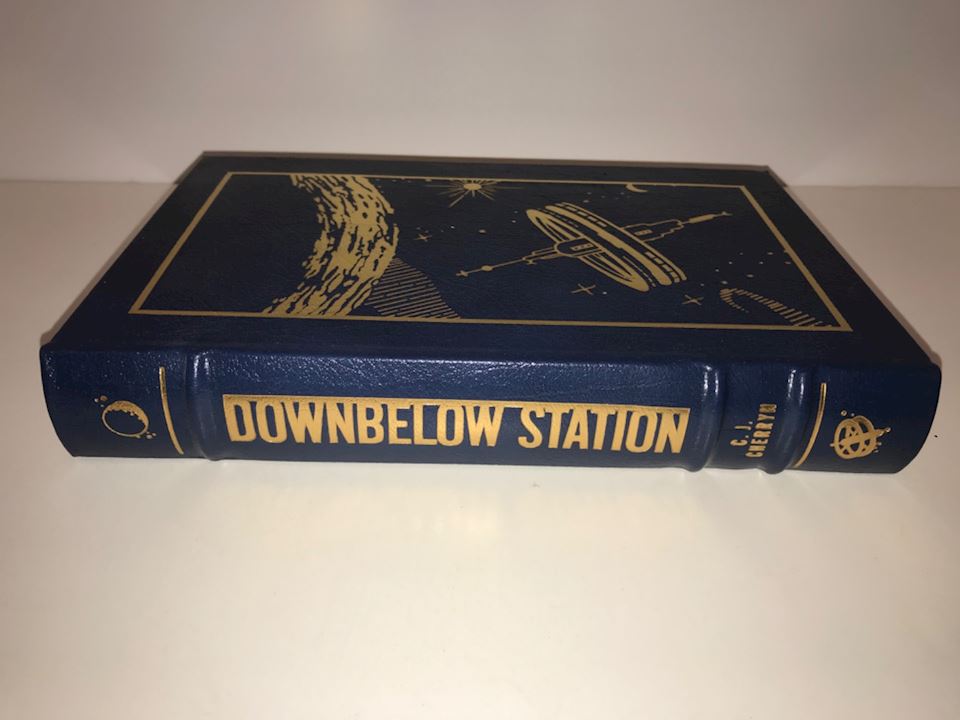 DOWNBELOW STATION
C. J.
CHERRYH